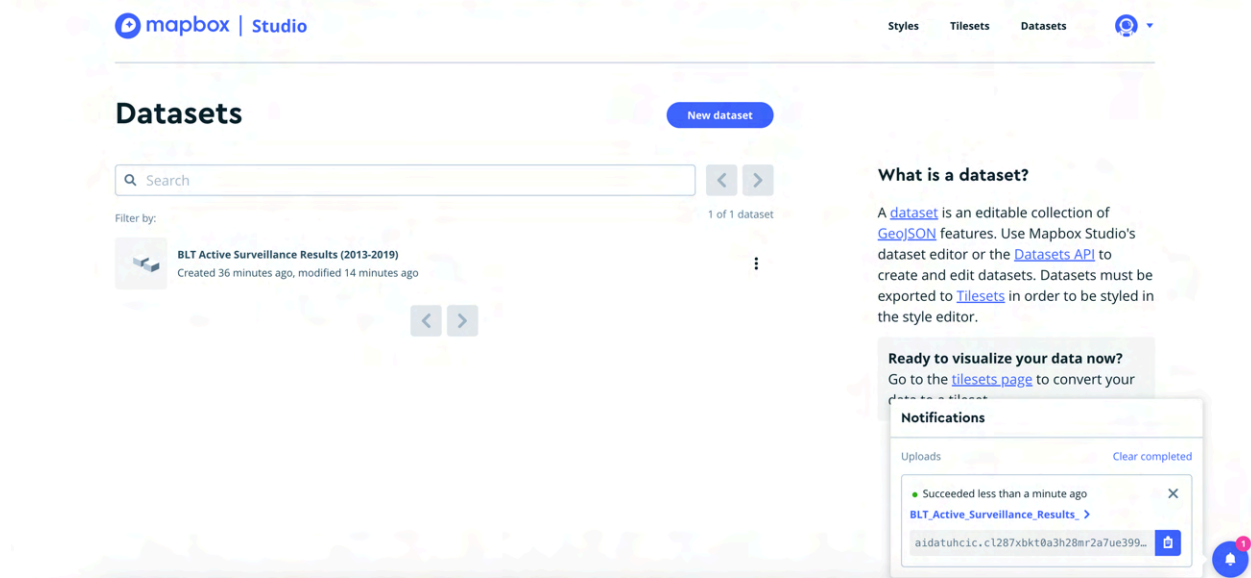 mapbox | Studio
Styles Tilesets Datasets
Datasets
New dataset
Search
Filter by:
1 of 1 dataset
BLT Active Surveillance Results (2013-2019)
Created 36 minutes ago, modified 14 minutes ago
What is a dataset?
A dataset is an editable collection of
GeoJSON features. Use Mapbox Studio's
dataset editor or the Datasets API to
create and edit datasets. Datasets must be
exported to Tilesets in order to be styled in
the style editor.
Ready to visualize your data now?
Go to the tilesets page to convert your
data to a tileset.
Notifications
Uploads
Clear completed
Succeeded less than a minute ago
BLT_Active_Surveillance_Results_
aidatuhcic.cl287xbkt0a3h28mr2a7ue399…
1